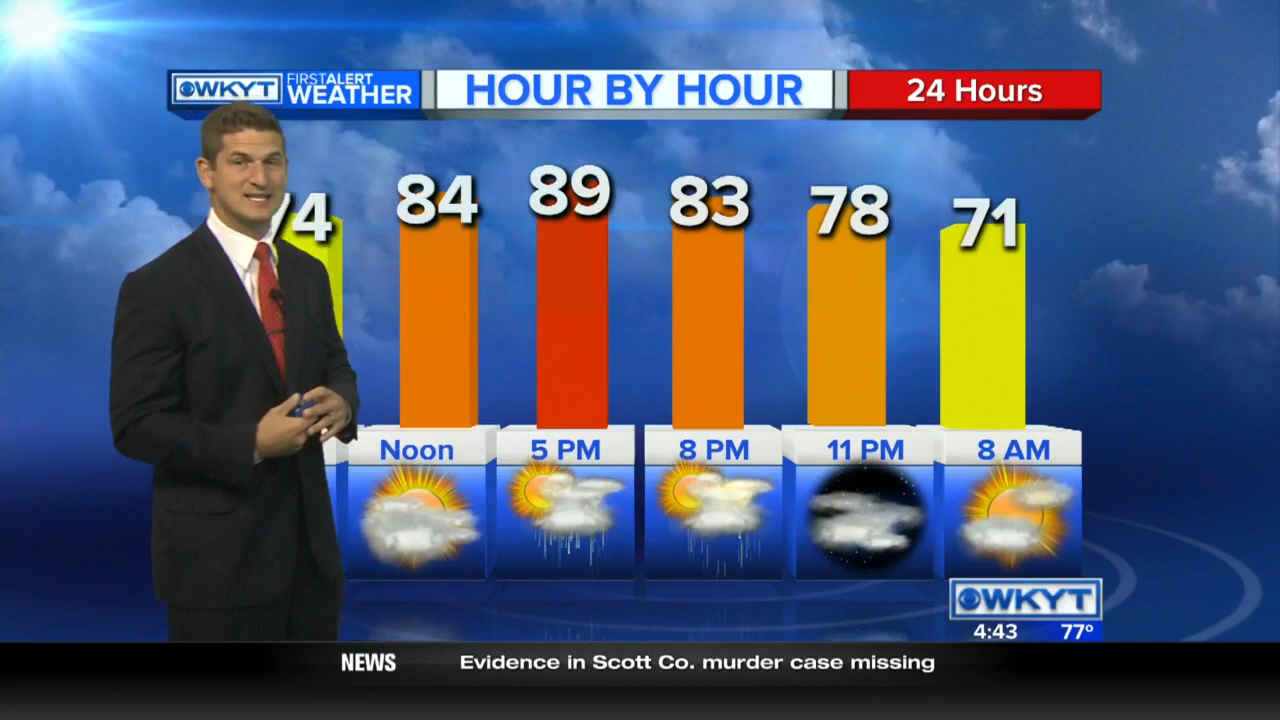 WKYT FIRST ALERT WEATHER
HOUR BY HOUR
24 Hours
74 84 89 83 78 71
Noon 5 PM 8 PM 11 PM 8 AM
WKYT
4:43 77°
NEWS Evidence in Scott Co. murder case missing